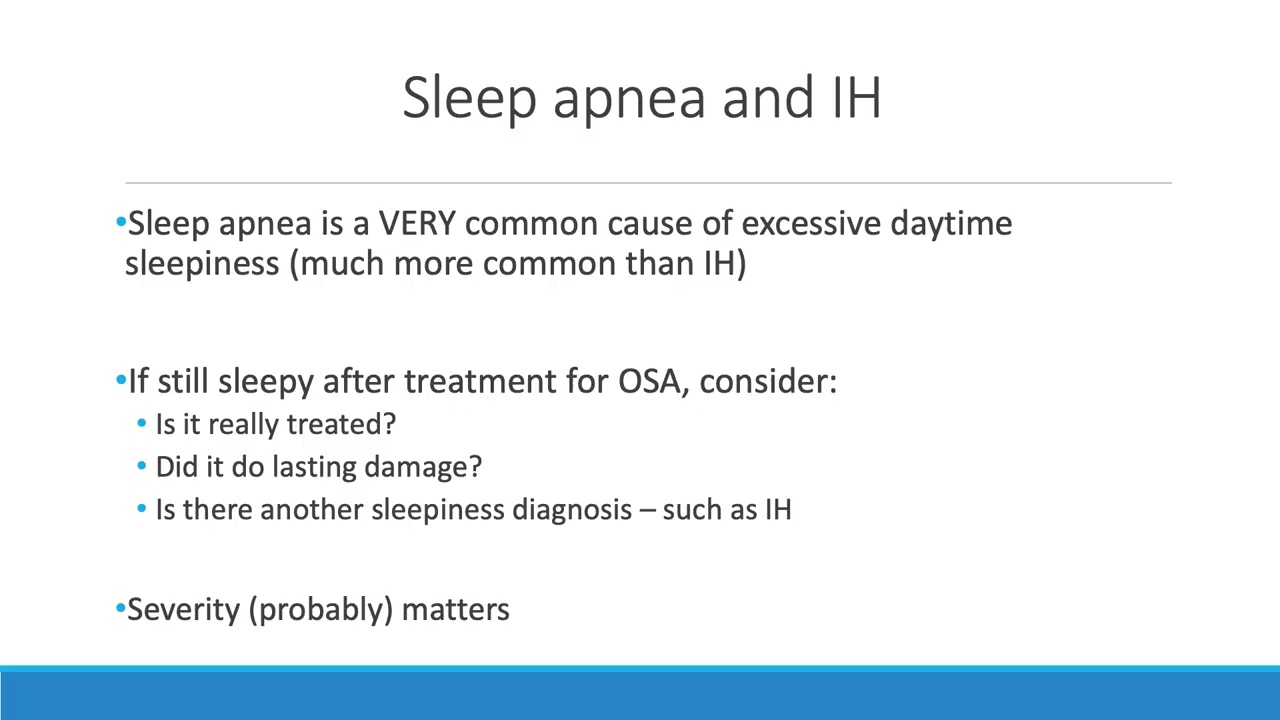 Sleep apnea and IH
•Sleep apnea is a VERY common cause of excessive daytime
sleepiness (much more common than IH)
•If still sleepy after treatment for OSA, consider:
• Is it really treated?
• Did it do lasting damage?
• Is there another sleepiness diagnosis – such as IH
•Severity (probably) matters